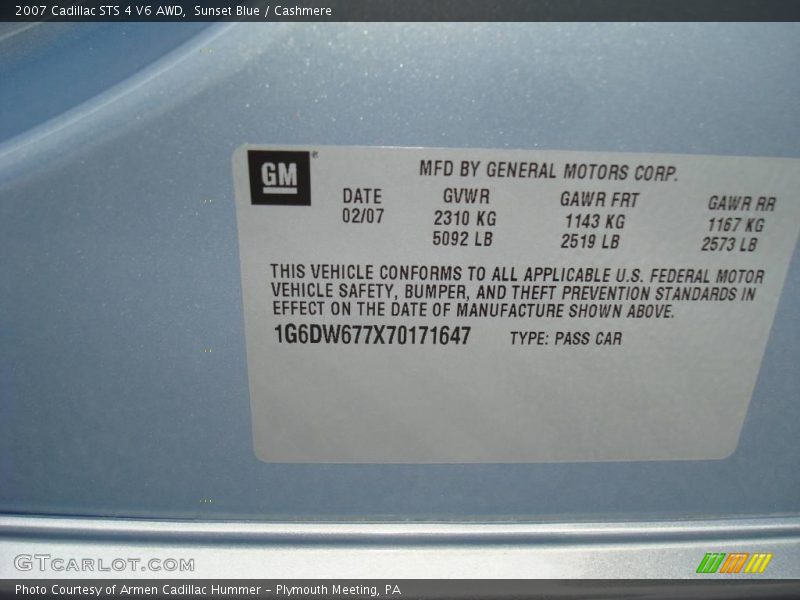 2007 Cadillac STS 4 V6 AWD,  Sunset Blue / Cashmere
GM®
MFD BY GENERAL MOTORS CORP.
DATE GVWR GAWR FRT GAWR RR
02/07 2310 KG 1143 KG 1167 KG
5092 LB 2519 LB 2573 LB
THIS VEHICLE CONFORMS TO ALL APPLICABLE U.S. FEDERAL MOTOR
VEHICLE SAFETY, BUMPER, AND THEFT PREVENTION STANDARDS IN
EFFECT ON THE DATE OF MANUFACTURE SHOWN ABOVE.
1G6DW677X70171647 TYPE: PASS CAR
GTcarlot.com
Photo Courtesy of Armen Cadillac Hummer – Plymouth Meeting, PA